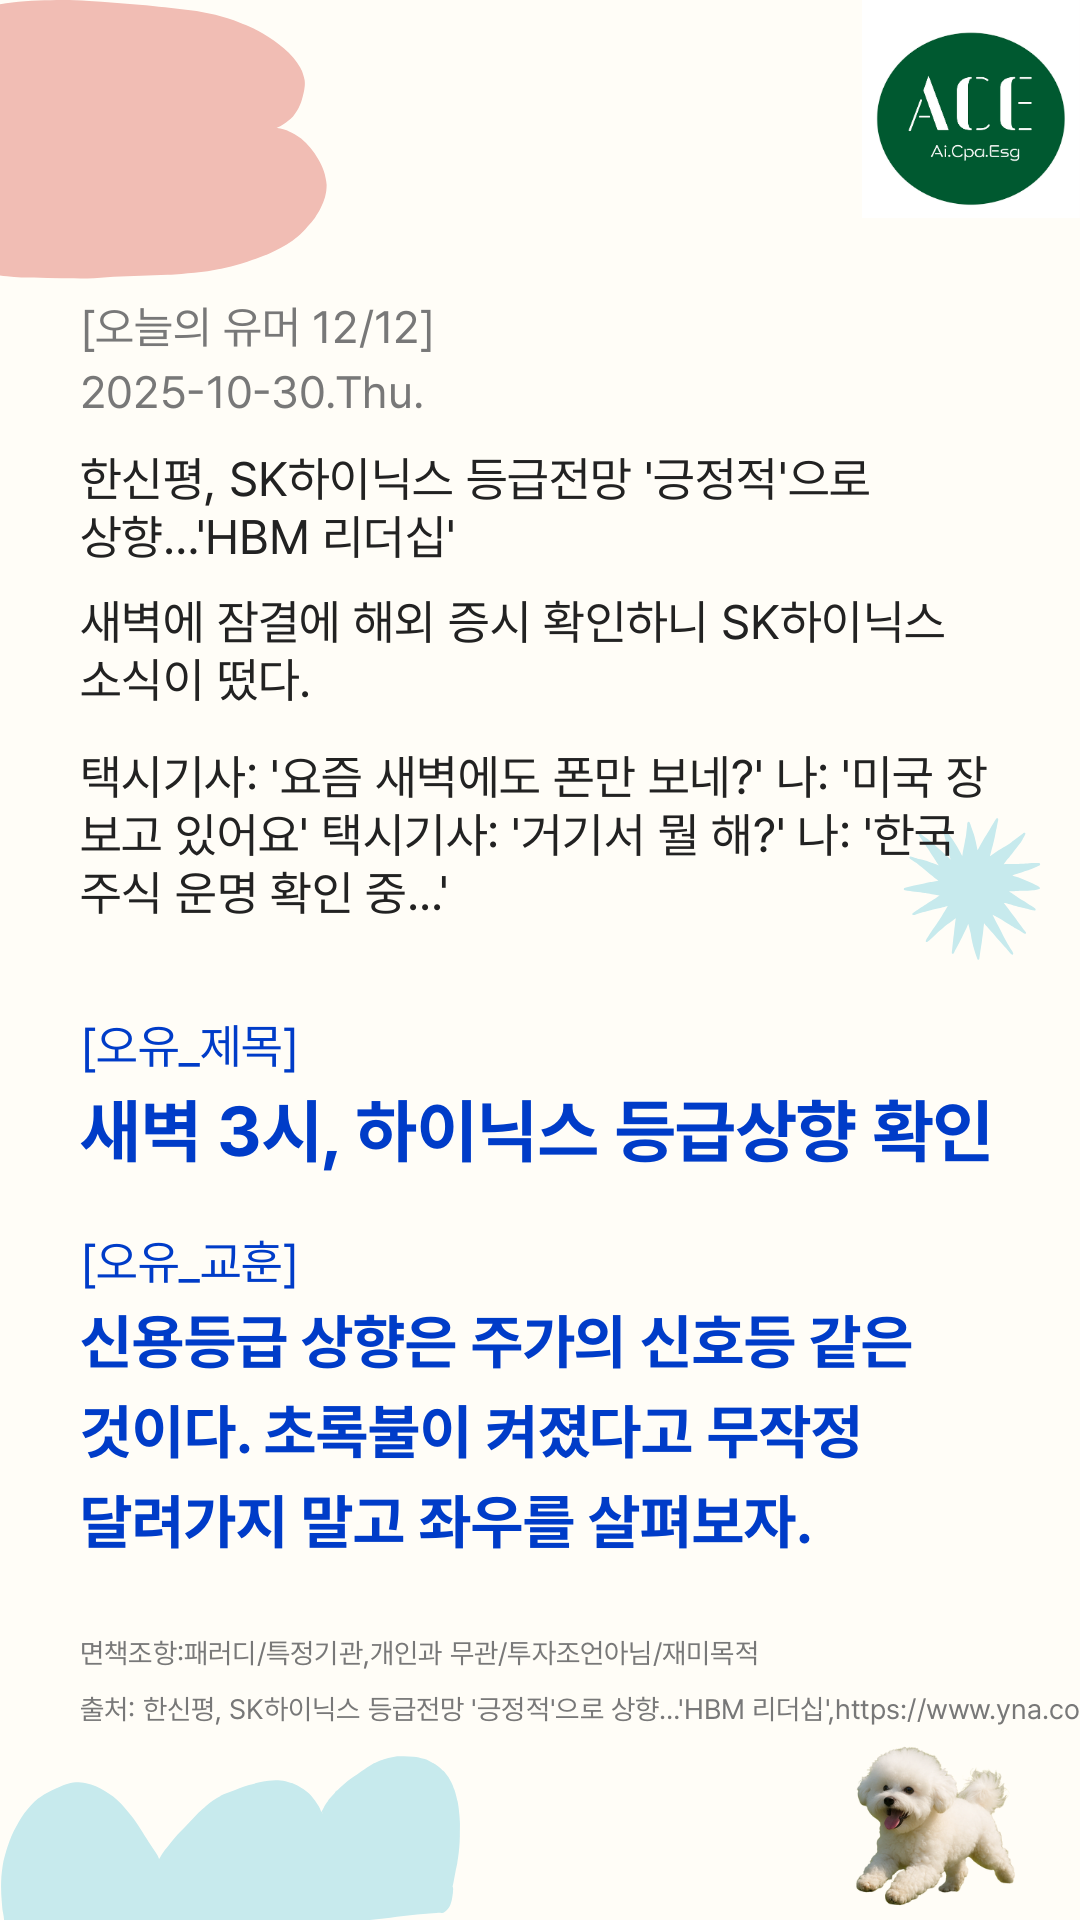 ACE
Ai.Cpa.Esg
[오늘의 유머 12/12]
2025-10-30.Thu.
한신평, SK하이닉스 등급전망 '긍정적'으로
상향...'HBM 리더십'
새벽에 잠결에 해외 증시 확인하니 SK하이닉스
소식이 떴다.
택시기사: '요즘 새벽에도 폰만 보네?' 나: '미국 장
보고 있어요' 택시기사: '거기서 뭘 해?' 나: '한국
주식 운명 확인 중...'
[오유_제목]
새벽 3시, 하이닉스 등급상향 확인
[오유_교훈]
신용등급 상향은 주가의 신호등 같은
것이다. 초록불이 켜졌다고 무작정
달려가지 말고 좌우를 살펴보자.
면책조항:패러디/특정기관,개인과 무관/투자조언아님/재미목적
출처: 한신평, SK하이닉스 등급전망 '긍정적'으로 상향...'HBM 리더십',https://www.yna.co